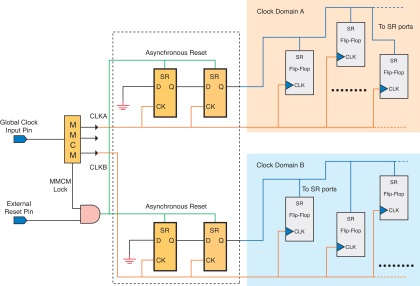 Clock Domain A
To SR ports
SR
Flip-Flop
CLK
SR
Flip-Flop
CLK
SR
Flip-Flop
CLK
Asynchronous Reset
SR
D Q
CK
SR
D Q
CK
CLKA
Global Clock
Input Pin
MMCM
CLKB
MMCM
Lock
External
Reset Pin
Clock Domain B
To SR ports
SR
Flip-Flop
CLK
SR
Flip-Flop
CLK
SR
Flip-Flop
CLK
Asynchronous Reset
SR
D Q
CK
SR
D Q
CK